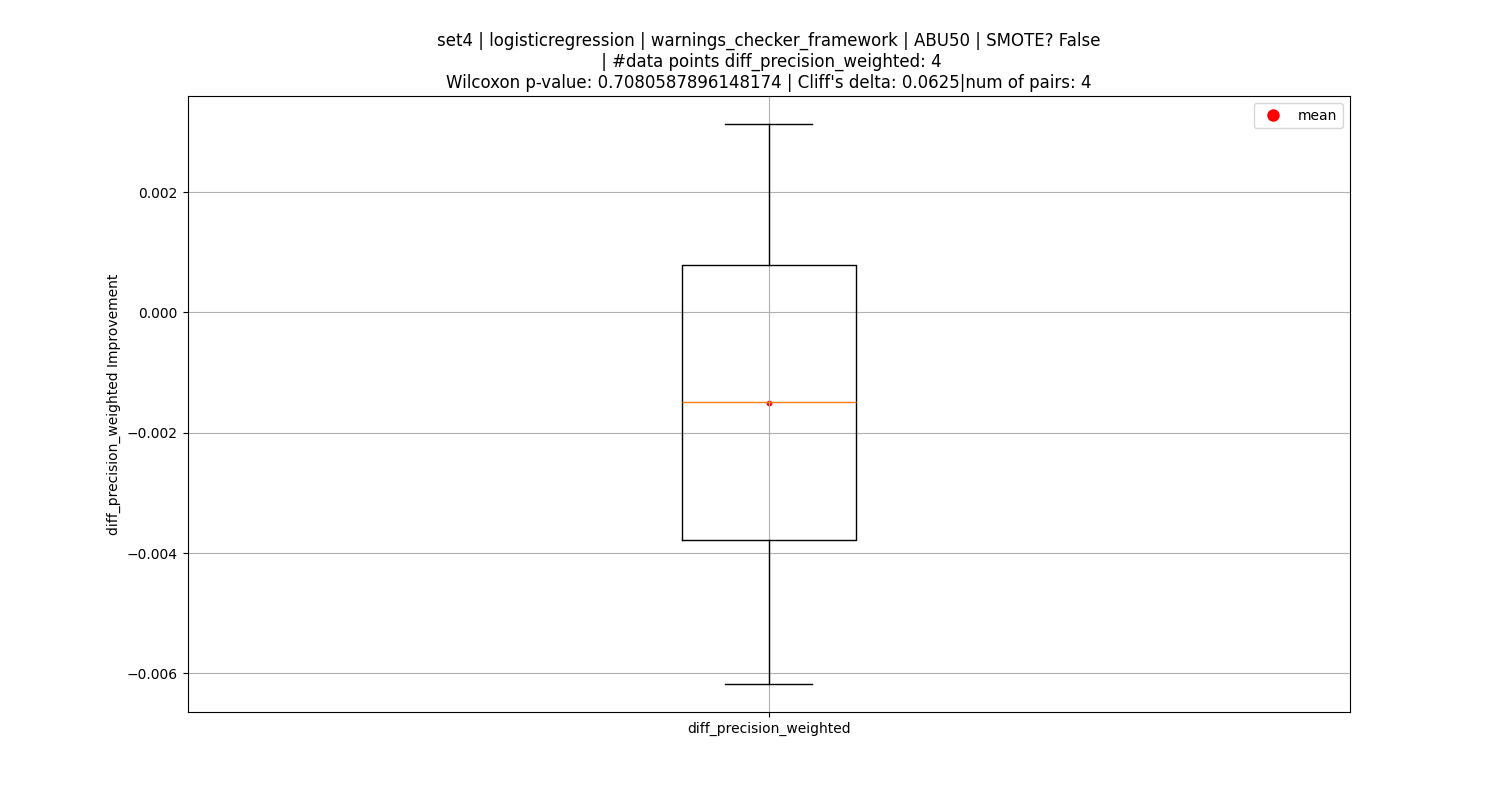 set4 | logisticregression | warnings_checker_framework | ABU50 | SMOTE? False
| #data points diff_precision_weighted: 4
Wilcoxon p-value: 0.7080587896148174 | Cliff's delta: 0.0625|num of pairs: 4
mean
0.002
0.000
−0.002
−0.004
−0.006
diff_precision_weighted Improvement
diff_precision_weighted